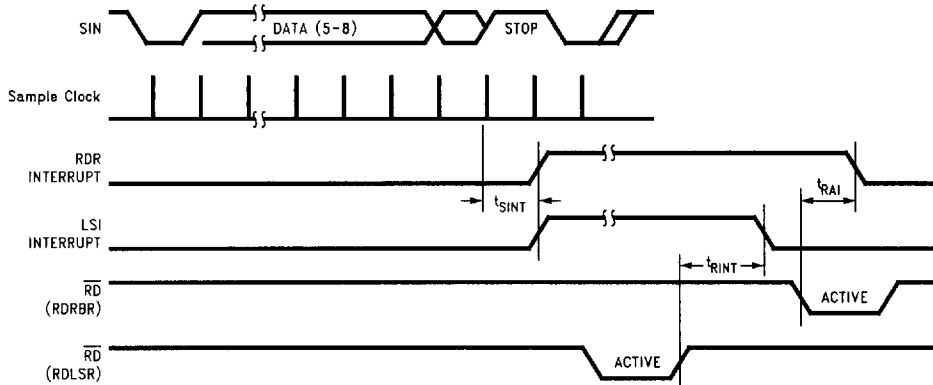 SIN
DATA (5-8)
STOP
Sample Clock
RDR
INTERRUPT
tSINT
tRAI
LSI
INTERRUPT
tRINT
RD
(RDRBR)
ACTIVE
RD
(RDLSR)
ACTIVE